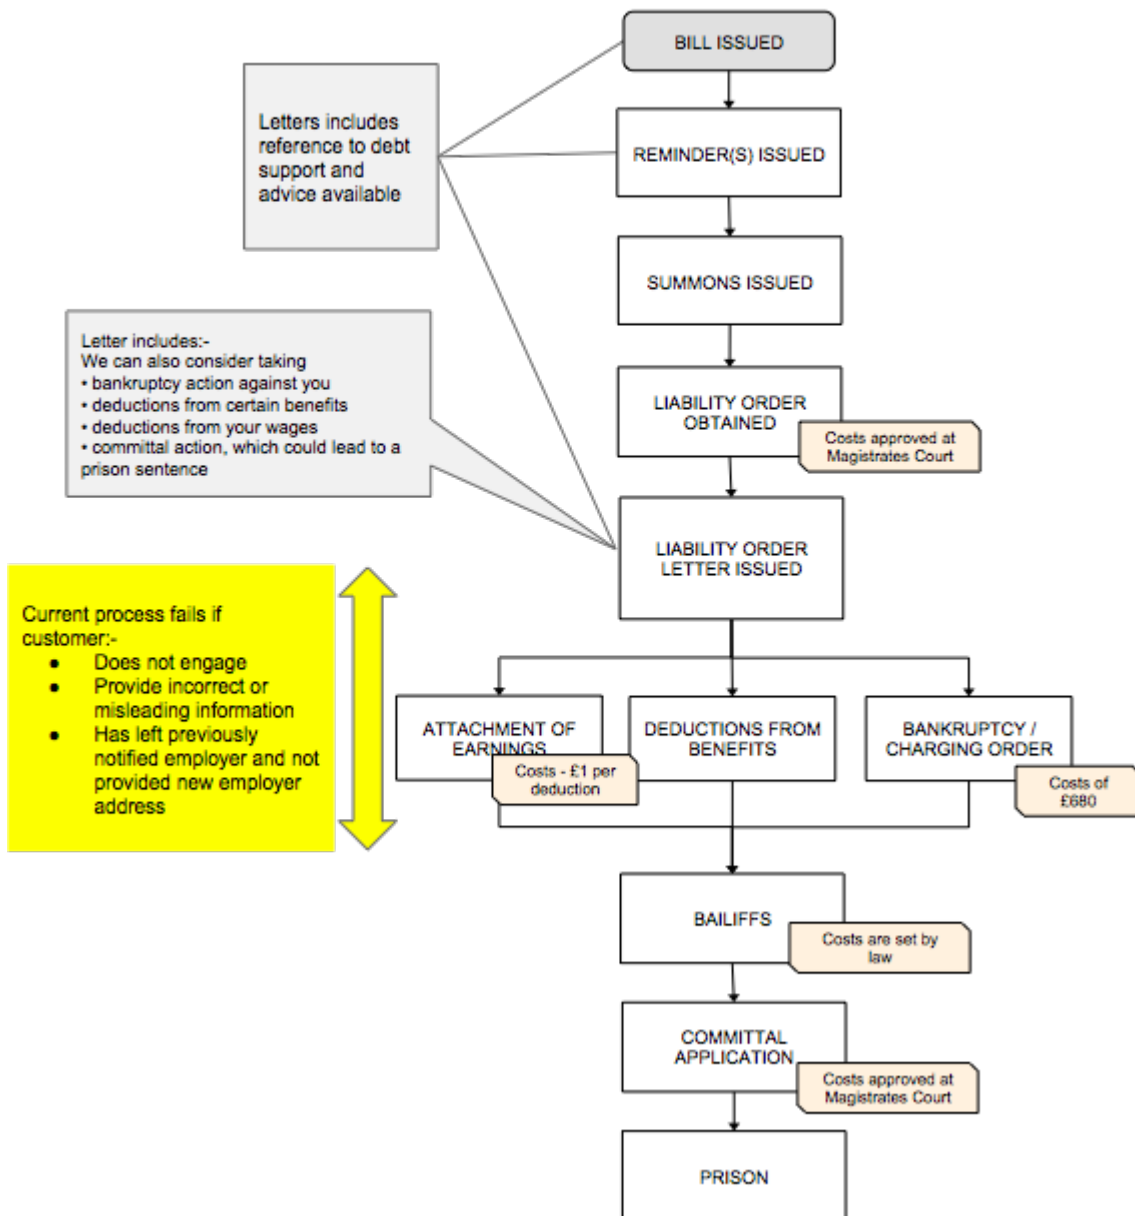 BILL ISSUED
Letters includes
reference to debt
support and
advice available
REMINDER(S) ISSUED
SUMMONS ISSUED
Letter includes:-
We can also consider taking
• bankruptcy action against you
• deductions from certain benefits
• deductions from your wages
• committal action, which could lead to a
prison sentence
LIABILITY ORDER
OBTAINED
Costs approved at
Magistrates Court
LIABILITY ORDER
LETTER ISSUED
Current process fails if
customer:-
● Does not engage
● Provide incorrect or
misleading information
● Has left previously
notified employer and not
provided new employer
address
ATTACHMENT OF
EARNINGS
Costs - £1 per
deduction
DEDUCTIONS FROM
BENEFITS
BANKRUPTCY /
CHARGING ORDER
Costs of
£680
BAILIFFS
Costs are set by
law
COMMITTAL
APPLICATION
Costs approved at
Magistrates Court
PRISON